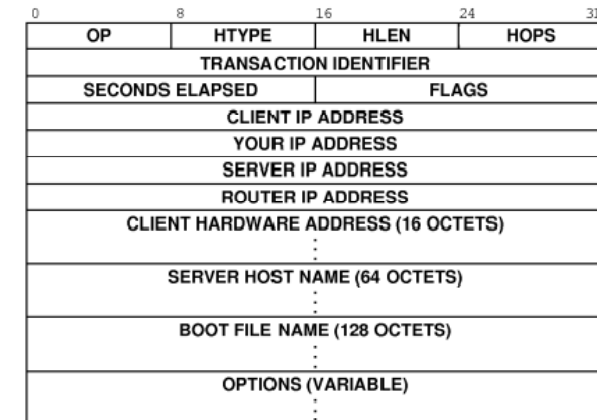 0 8 16 24 31
OP HTYPE HLEN HOPS
TRANSACTION IDENTIFIER
SECONDS ELAPSED FLAGS
CLIENT IP ADDRESS
YOUR IP ADDRESS
SERVER IP ADDRESS
ROUTER IP ADDRESS
CLIENT HARDWARE ADDRESS (16 OCTETS)
SERVER HOST NAME (64 OCTETS)
BOOT FILE NAME (128 OCTETS)
OPTIONS (VARIABLE)